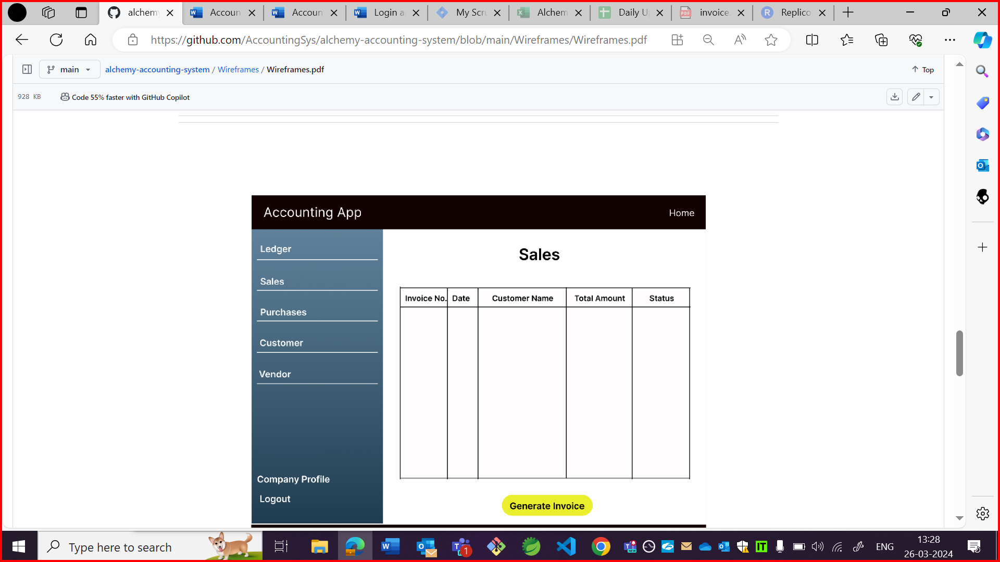 alchem
Accoun
Accoun
Login a
My Scr
Alchem
Daily U
invoice.
Replico
https://github.com/AccountingSys/alchemy-accounting-system/blob/main/Wireframes/Wireframes.pdf
main
alchemy-accounting-system / Wireframes / Wireframes.pdf
Top
928 KB
Code 55% faster with GitHub Copilot
Accounting App
Home
Ledger
Sales
Purchases
Customer
Vendor
Company Profile
Logout
Sales
Invoice No. Date Customer Name Total Amount Status
Generate Invoice
Type here to search
1
ENG
13:28
26-03-2024